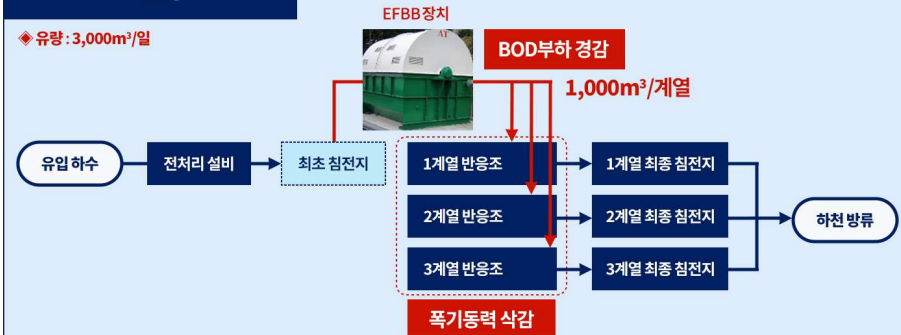 EFBB 장치
◈ 유량 : 3,000m³/일
AT
BOD부하 경감
1,000m³/계열
유입 하수
전처리 설비
최초 침전지
1계열 반응조
1계열 최종 침전지
2계열 반응조
2계열 최종 침전지
하천 방류
3계열 반응조
3계열 최종 침전지
폭기동력 삭감